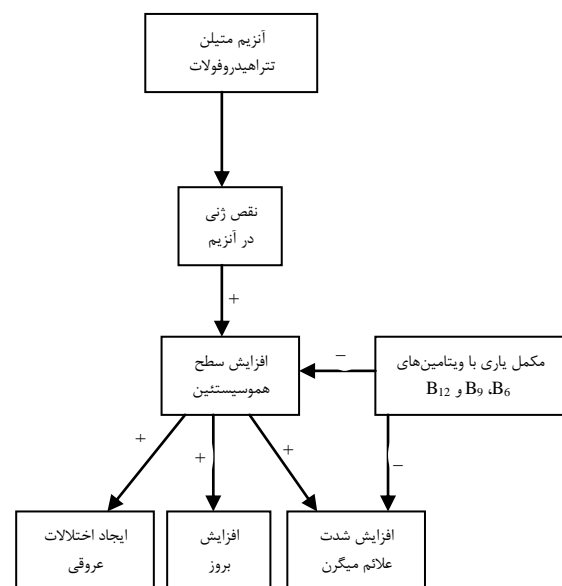 آنزیم متیلن
تتراهیدروفولات
نقص ژنی
در آنزیم
+
افزایش سطح
هموسیستئین
–
مکمل یاری با ویتامین‌های
B6، B9 و B12
+
+
+
–
ایجاد اختلالات
عروقی
افزایش
بروز
افزایش شدت
علائم میگرن